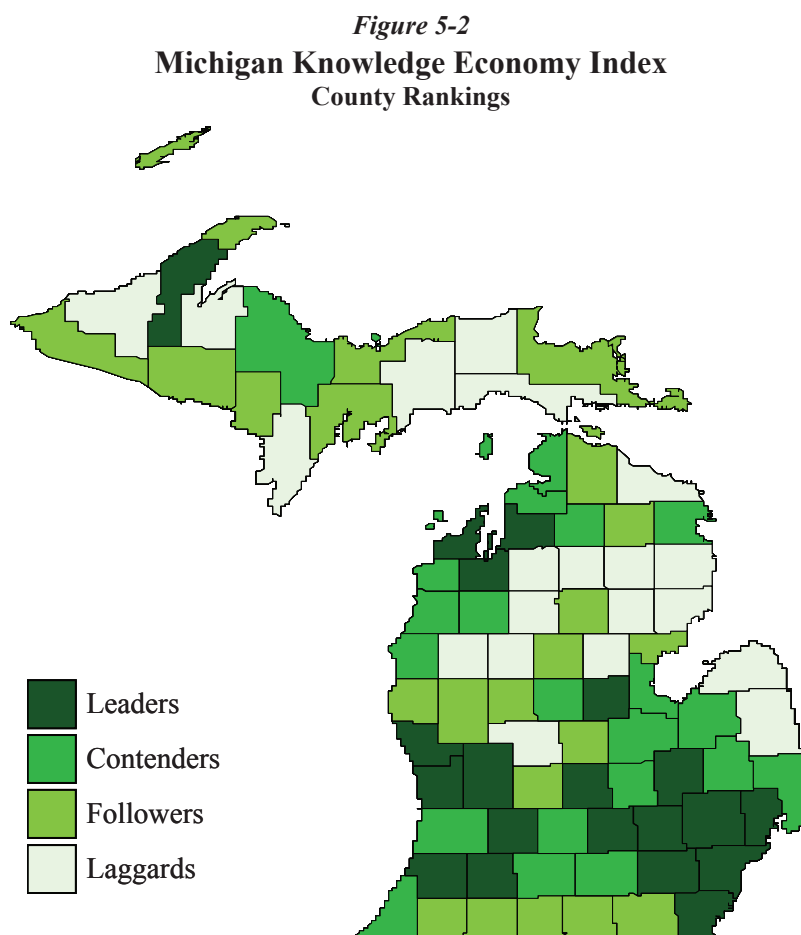 Figure 5-2
Michigan Knowledge Economy Index
County Rankings
Leaders
Contenders
Followers
Laggards